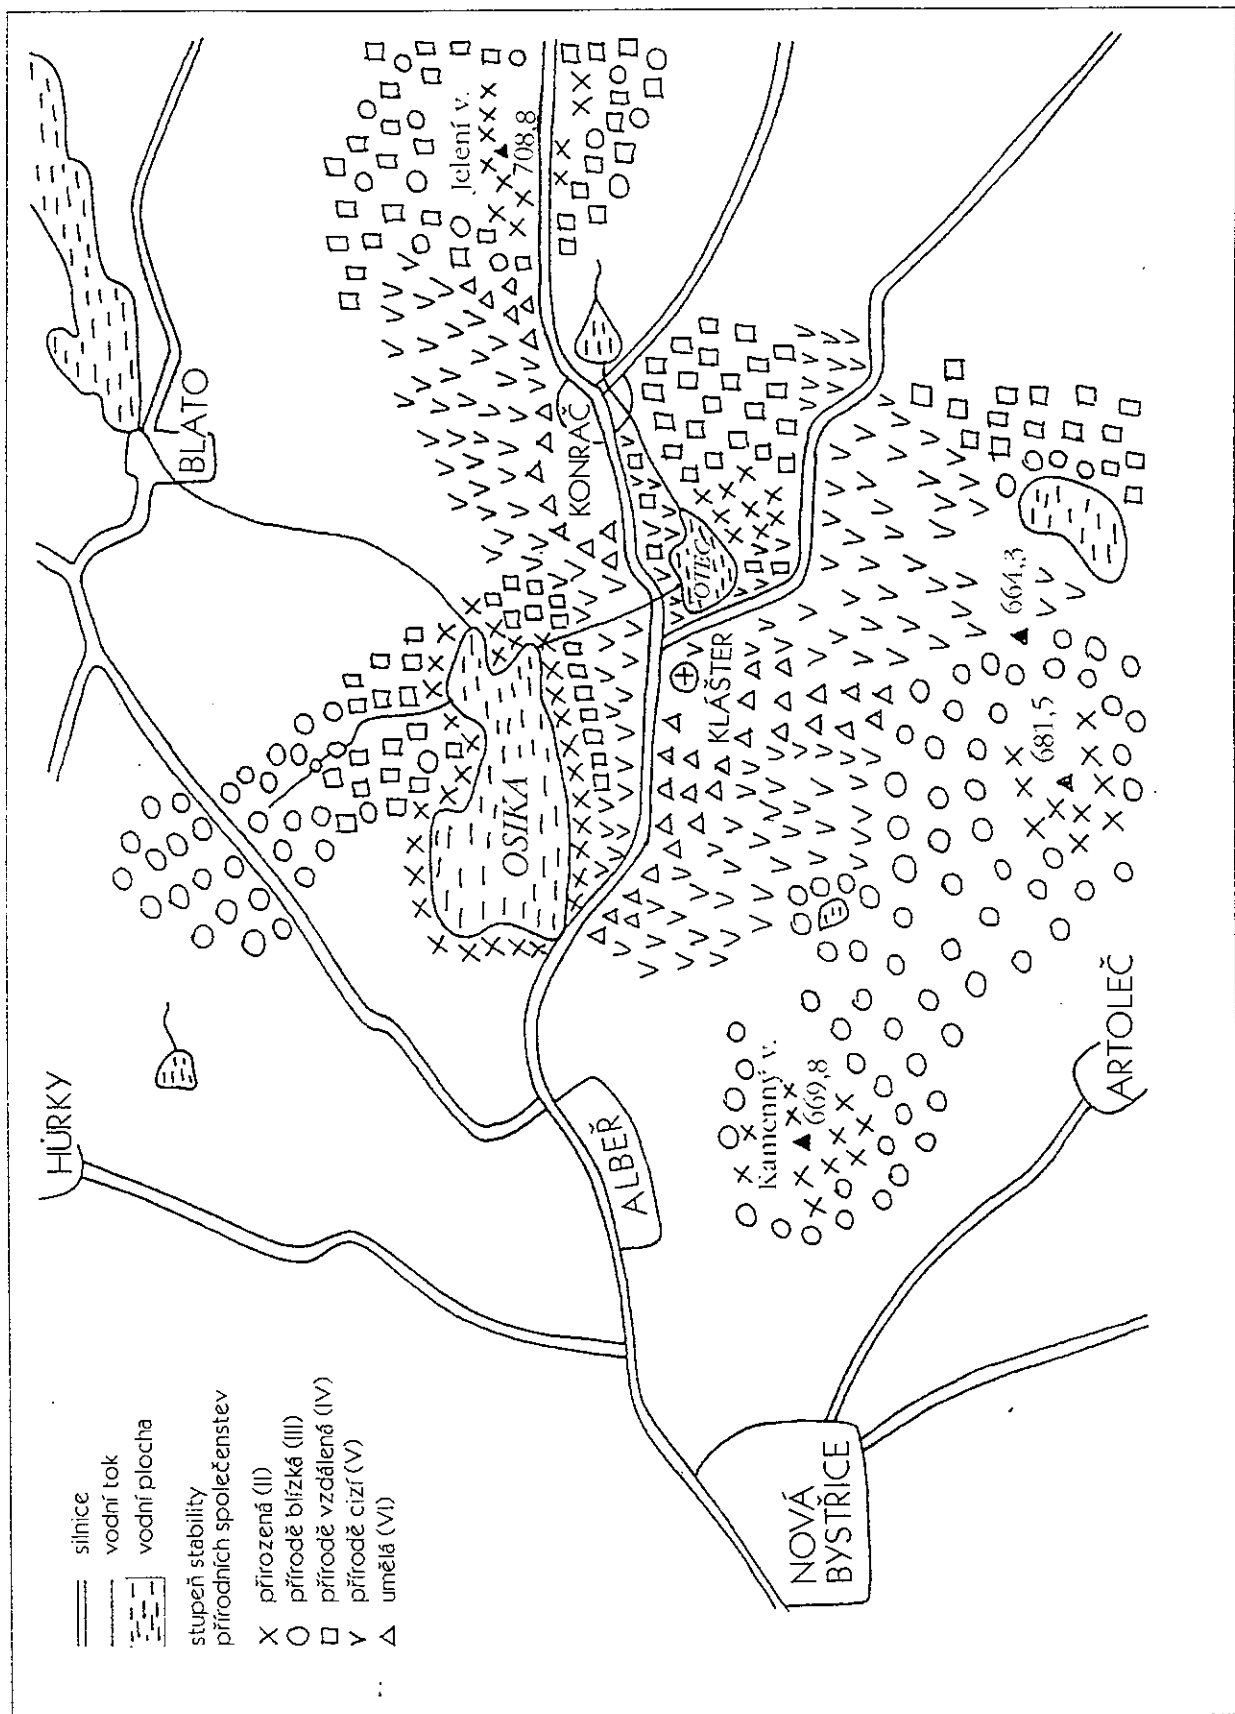 silnice
vodní tok
vodní plocha
stupeň stability
přírodních společenstev
přirozená (II)
přírodě blízká (III)
přírodě vzdálená (IV)
přírodě cizí (V)
umělá (VI)
HŮRKY
BLATO
Jelení v.
708,8
OSIKA
KONRAČ
OTEC
KLÁŠTER
ALBEŘ
Kamenný v.
669,8
681,5
664,3
ARTOLEČ
NOVÁ
BYSTŘICE